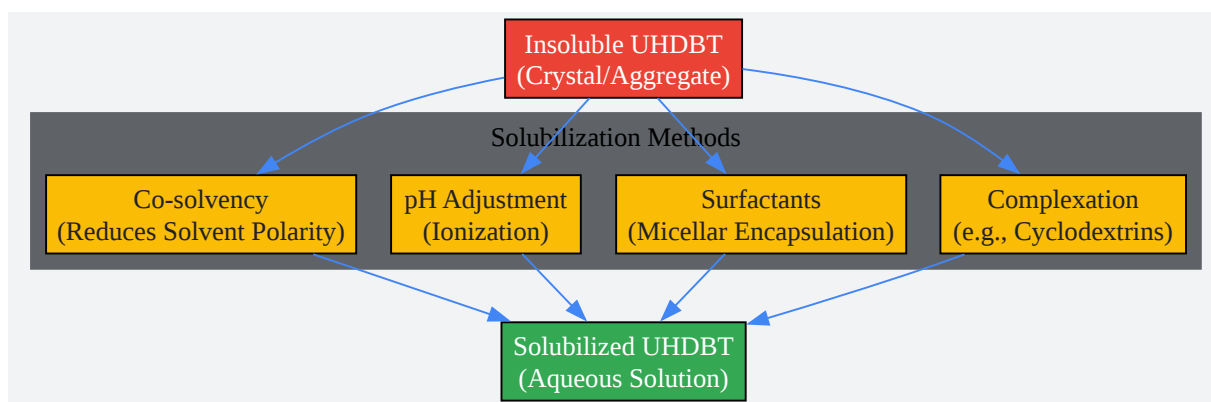 Insoluble UHDBT
(Crystal/Aggregate)
Solubilization Methods
Co-solvency
(Reduces Solvent Polarity)
pH Adjustment
(Ionization)
Surfactants
(Micellar Encapsulation)
Complexation
(e.g., Cyclodextrins)
Solubilized UHDBT
(Aqueous Solution)